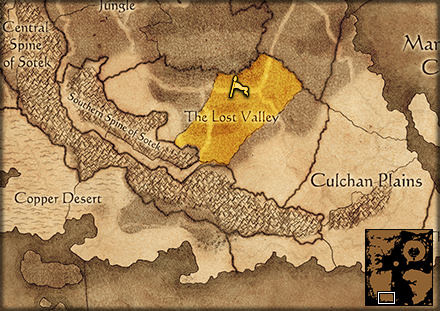 Jungle
Central
Spine
of Sotek
Mar
C
Southern Spine of Sotek
The Lost Valley
Culchan Plains
Copper Desert